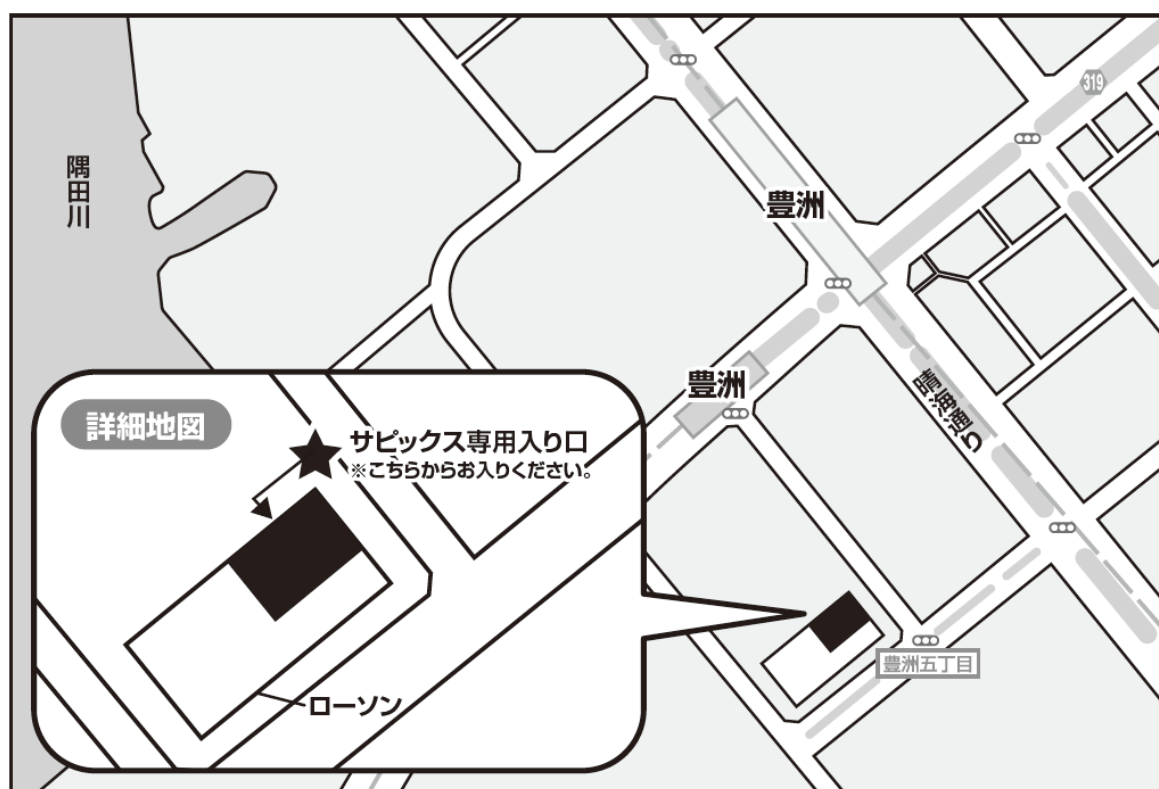 319
隅田川
豊洲
豊洲
晴海通り
詳細地図
サピックス専用入り口
※こちらからお入りください。
ローソン
豊洲五丁目